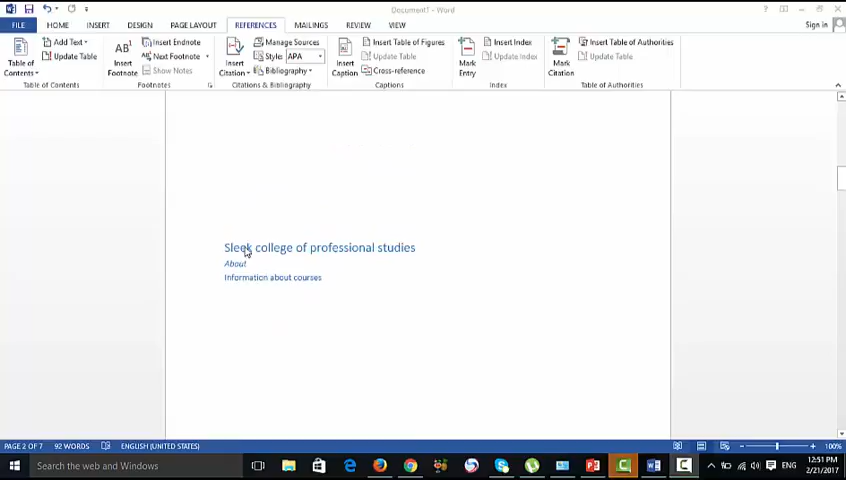 Document1 - Word
? 
Sign in
FILE HOME INSERT DESIGN PAGE LAYOUT REFERENCES MAILINGS REVIEW VIEW
Table of Contents
Add Text
Update Table
Table of Contents
AB1
Insert Footnote
Insert Endnote
AB1 Next Footnote
Show Notes
Footnotes
Insert Citation
Manage Sources
Style: APA
Bibliography
Citations & Bibliography
Insert Caption
Insert Table of Figures
Update Table
Cross-reference
Captions
Mark Entry
Insert Index
Update Index
Index
Mark Citation
Insert Table of Authorities
Update Table
Table of Authorities
Sleek college of professional studies
About
Information about courses
PAGE 2 OF 7 92 WORDS ENGLISH (UNITED STATES) 100%
Search the web and Windows
ENG
12:51 PM
2/21/2017